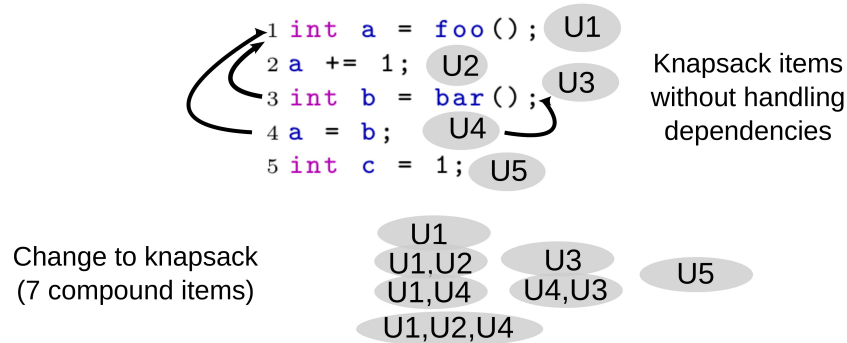 1 int a = foo(); U1
2 a += 1; U2
3 int b = bar(); U3
4 a = b; U4
5 int c = 1; U5
Knapsack items
without handling
dependencies
Change to knapsack
(7 compound items)
U1
U1,U2
U1,U4
U1,U2,U4
U3
U4,U3
U5